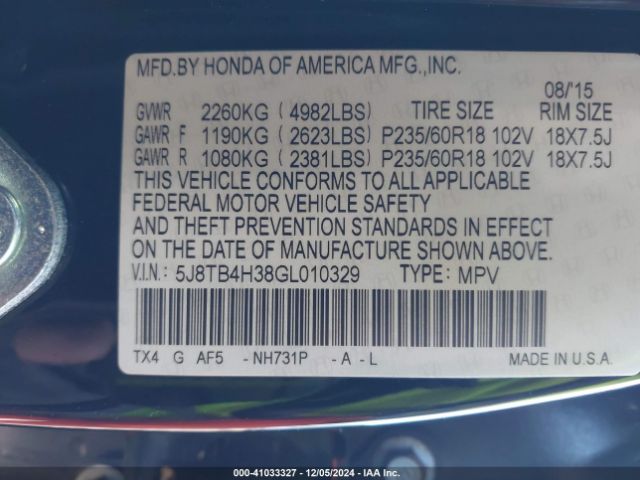 MFD.BY HONDA OF AMERICA MFG.,INC.
08/'15
GVWR 2260KG ( 4982LBS) TIRE SIZE RIM SIZE
GAWR F 1190KG ( 2623LBS) P235/60R18 102V 18X7.5J
GAWR R 1080KG ( 2381LBS) P235/60R18 102V 18X7.5J
THIS VEHICLE CONFORMS TO ALL APPLICABLE
FEDERAL MOTOR VEHICLE SAFETY
AND THEFT PREVENTION STANDARDS IN EFFECT
ON THE DATE OF MANUFACTURE SHOWN ABOVE.
V.I.N.: 5J8TB4H38GL010329 TYPE: MPV
TX4 G AF5 - NH731P - A - L MADE IN U.S.A.
000-41033327 - 12/05/2024 - IAA Inc.